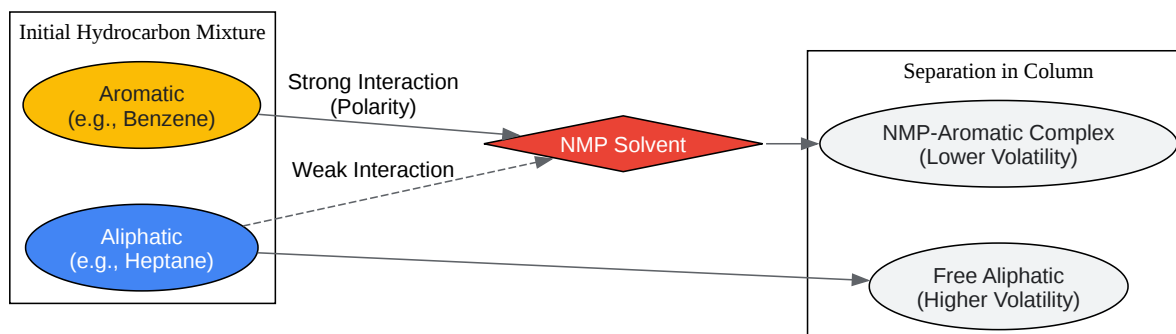 Initial Hydrocarbon Mixture
Aromatic
(e.g., Benzene)
Aliphatic
(e.g., Heptane)
Strong Interaction
(Polarity)
Weak Interaction
NMP Solvent
Separation in Column
NMP-Aromatic Complex
(Lower Volatility)
Free Aliphatic
(Higher Volatility)